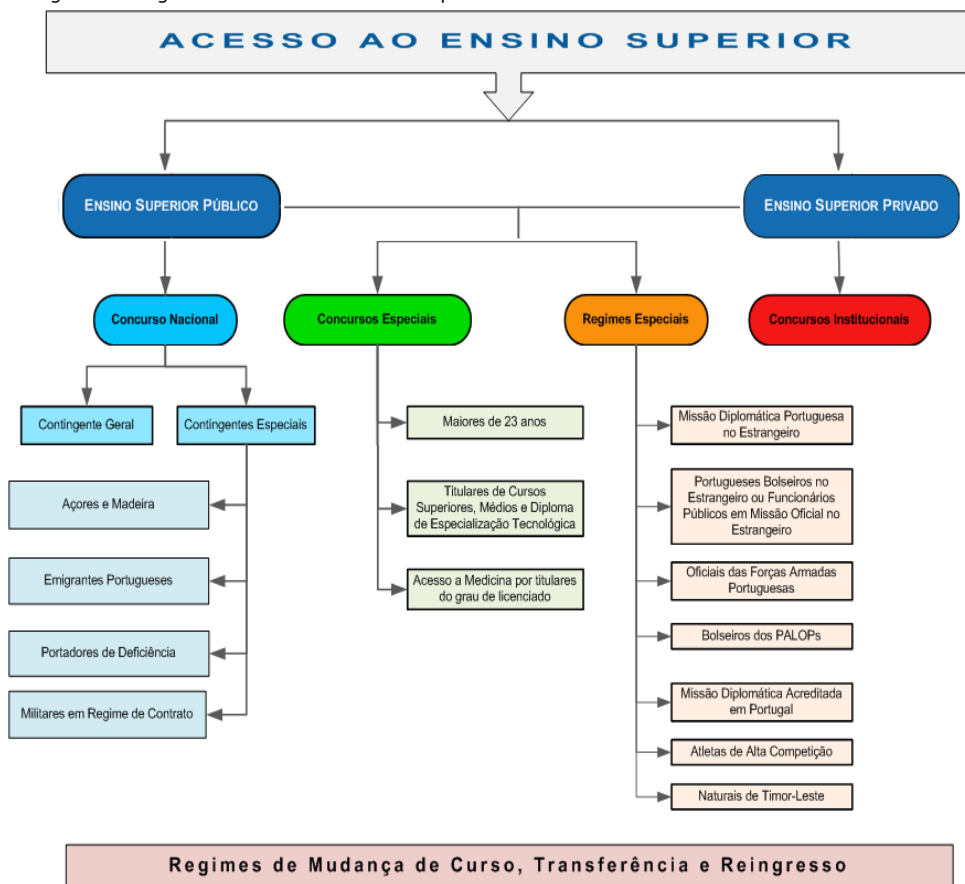 ACESSO AO ENSINO SUPERIOR
ENSINO SUPERIOR PÚBLICO
ENSINO SUPERIOR PRIVADO
Concurso Nacional
Concursos Especiais
Regimes Especiais
Concursos Institucionais
Contingente Geral
Contingentes Especiais
Açores e Madeira
Emigrantes Portugueses
Portadores de Deficiência
Militares em Regime de Contrato
Maiores de 23 anos
Titulares de Cursos
Superiores, Médios e Diploma
de Especialização Tecnológica
Acesso a Medicina por titulares
do grau de licenciado
Missão Diplomática Portuguesa
no Estrangeiro
Portugueses Bolseiros no
Estrangeiro ou Funcionários
Públicos em Missão Oficial no
Estrangeiro
Oficiais das Forças Armadas
Portuguesas
Bolseiros dos PALOPs
Missão Diplomática Acreditada
em Portugal
Atletas de Alta Competição
Naturais de Timor-Leste
Regimes de Mudança de Curso, Transferência e Reingresso